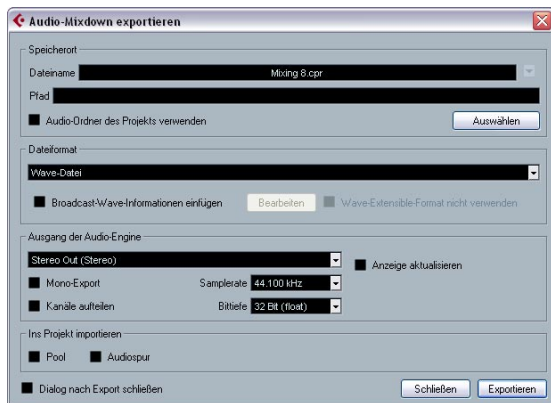 Audio-Mixdown exportieren
Speicherort
Dateiname Mixing 8.cpr
Pfad
Audio-Ordner des Projekts verwenden Auswählen
Dateiformat
Wave-Datei
Broadcast-Wave-Informationen einfügen Bearbeiten Wave-Extensible-Format nicht verwenden
Ausgang der Audio-Engine
Stereo Out (Stereo) Anzeige aktualisieren
Mono-Export Samplerate 44.100 kHz
Kanäle aufteilen Bittiefe 32 Bit (float)
Ins Projekt importieren
Pool Audiospur
Dialog nach Export schließen Schließen Exportieren